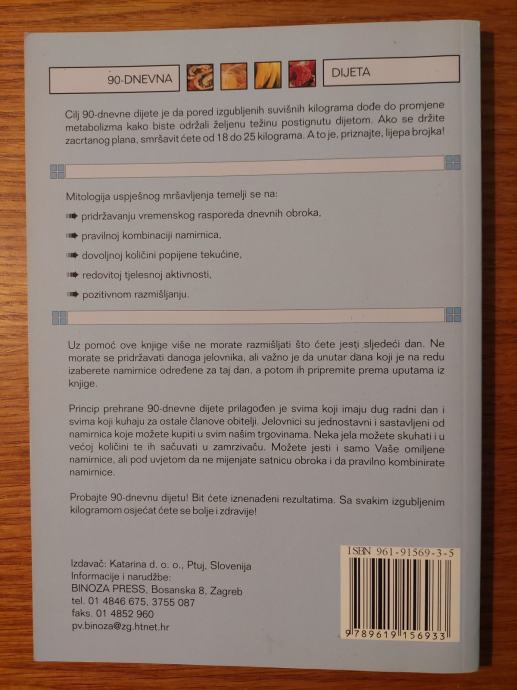 90-DNEVNA DIJETA
Cilj 90-dnevne dijete je da pored izgubljenih suvišnih kilograma dođe do promjene
metabolizma kako biste održali željenu težinu postignutu dijetom. Ako se držite
zacrtanog plana, smršavit ćete od 18 do 25 kilograma. A to je, priznajte, lijepa brojka!
Mitologija uspješnog mršavljenja temelji se na:
pridržavanju vremenskog rasporeda dnevnih obroka,
pravilnoj kombinaciji namirnica,
dovoljnoj količini popijene tekućine,
redovitoj tjelesnoj aktivnosti,
pozitivnom razmišljanju.
Uz pomoć ove knjige više ne morate razmišljati što ćete jesti sljedeći dan. Ne
morate se pridržavati danoga jelovnika, ali važno je da unutar dana koji je na redu
izaberete namirnice određene za taj dan, a potom ih pripremite prema uputama iz
knjige.
Princip prehrane 90-dnevne dijete prilagođen je svima koji imaju dug radni dan i
svima koji kuhaju za ostale članove obitelji. Jelovnici su jednostavni i sastavljeni od
namirnica koje možete kupiti u svim našim trgovinama. Neka jela možete skuhati i u
većoj količini te ih sačuvati u zamrzivaču. Možete jesti i samo Vaše omiljene
namirnice, ali pod uvjetom da ne mijenjate satnicu obroka i da pravilno kombinirate
namirnice.
Probajte 90-dnevnu dijetu! Bit ćete iznenađeni rezultatima. Sa svakim izgubljenim
kilogramom osjećat ćete se bolje i zdravije!
Izdavač: Katarina d. o. o., Ptuj, Slovenija
Informacije i narudžbe:
BINOZA PRESS, Bosanska 8, Zagreb
tel. 01 4846 675, 3755 087
faks. 01 4852 960
pv.binoza@zg.htnet.hr
ISBN 961-91569-3-5
9789619156933